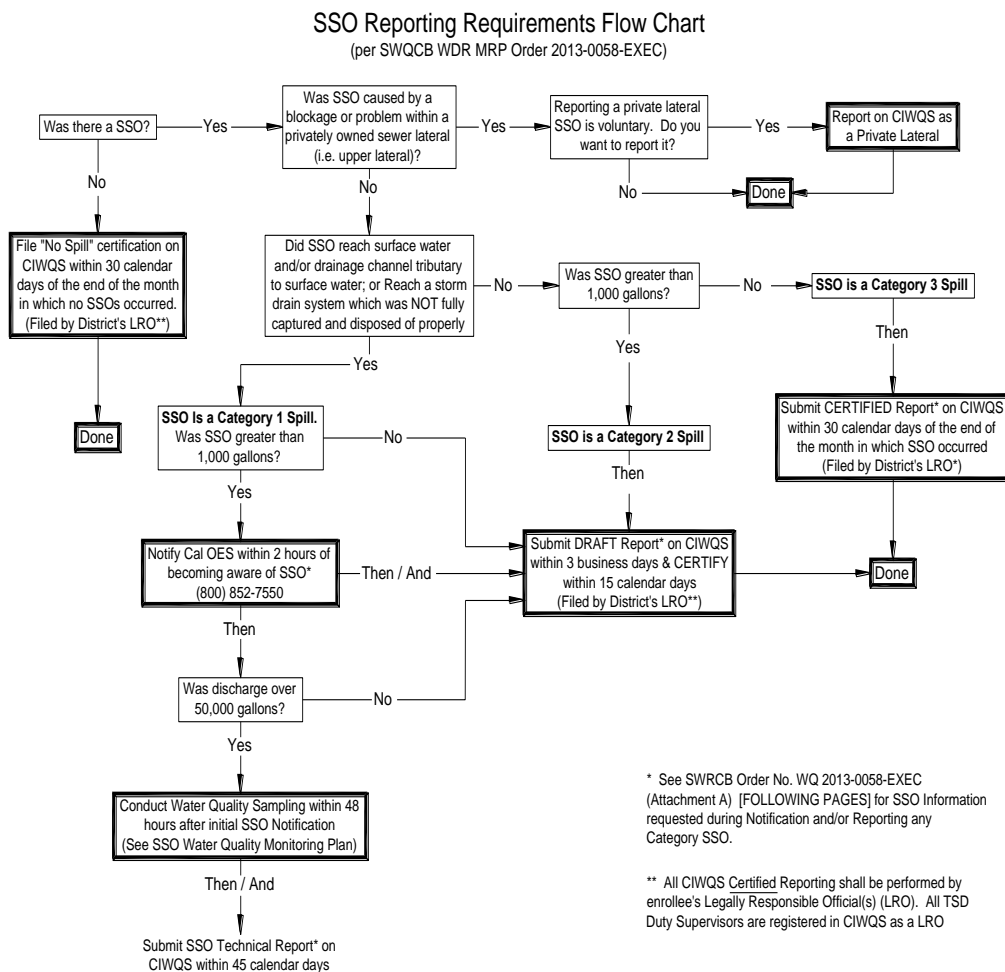 SSO Reporting Requirements Flow Chart
(per SWQCB WDR MRP Order 2013-0058-EXEC)
Was there a SSO?
Yes
Was SSO caused by a
blockage or problem within a
privately owned sewer lateral
(i.e. upper lateral)?
Yes
Reporting a private lateral
SSO is voluntary. Do you
want to report it?
Yes
Report on CIWQS as
a Private Lateral
No
No
No
Done
File "No Spill" certification on
CIWQS within 30 calendar
days of the end of the month
in which no SSOs occurred.
(Filed by District's LRO**)
Did SSO reach surface water
and/or drainage channel tributary
to surface water; or Reach a storm
drain system which was NOT fully
captured and disposed of properly
No
Was SSO greater than
1,000 gallons?
No
SSO is a Category 3 Spill
Then
Yes
Yes
Done
SSO Is a Category 1 Spill.
Was SSO greater than
1,000 gallons?
No
SSO is a Category 2 Spill
Submit CERTIFIED Report* on CIWQS
within 30 calendar days of the end of
the month in which SSO occurred
(Filed by District's LRO*)
Then
Yes
Notify Cal OES within 2 hours of
becoming aware of SSO*
(800) 852-7550
Then / And
Submit DRAFT Report* on CIWQS
within 3 business days & CERTIFY
within 15 calendar days
(Filed by District's LRO**)
Done
Then
Was discharge over
50,000 gallons?
No
Yes
Conduct Water Quality Sampling within 48
hours after initial SSO Notification
(See SSO Water Quality Monitoring Plan)
Then / And
Submit SSO Technical Report* on
CIWQS within 45 calendar days
* See SWRCB Order No. WQ 2013-0058-EXEC
(Attachment A) [FOLLOWING PAGES] for SSO Information
requested during Notification and/or Reporting any
Category SSO.
** All CIWQS Certified Reporting shall be performed by
enrollee's Legally Responsible Official(s) (LRO). All TSD
Duty Supervisors are registered in CIWQS as a LRO